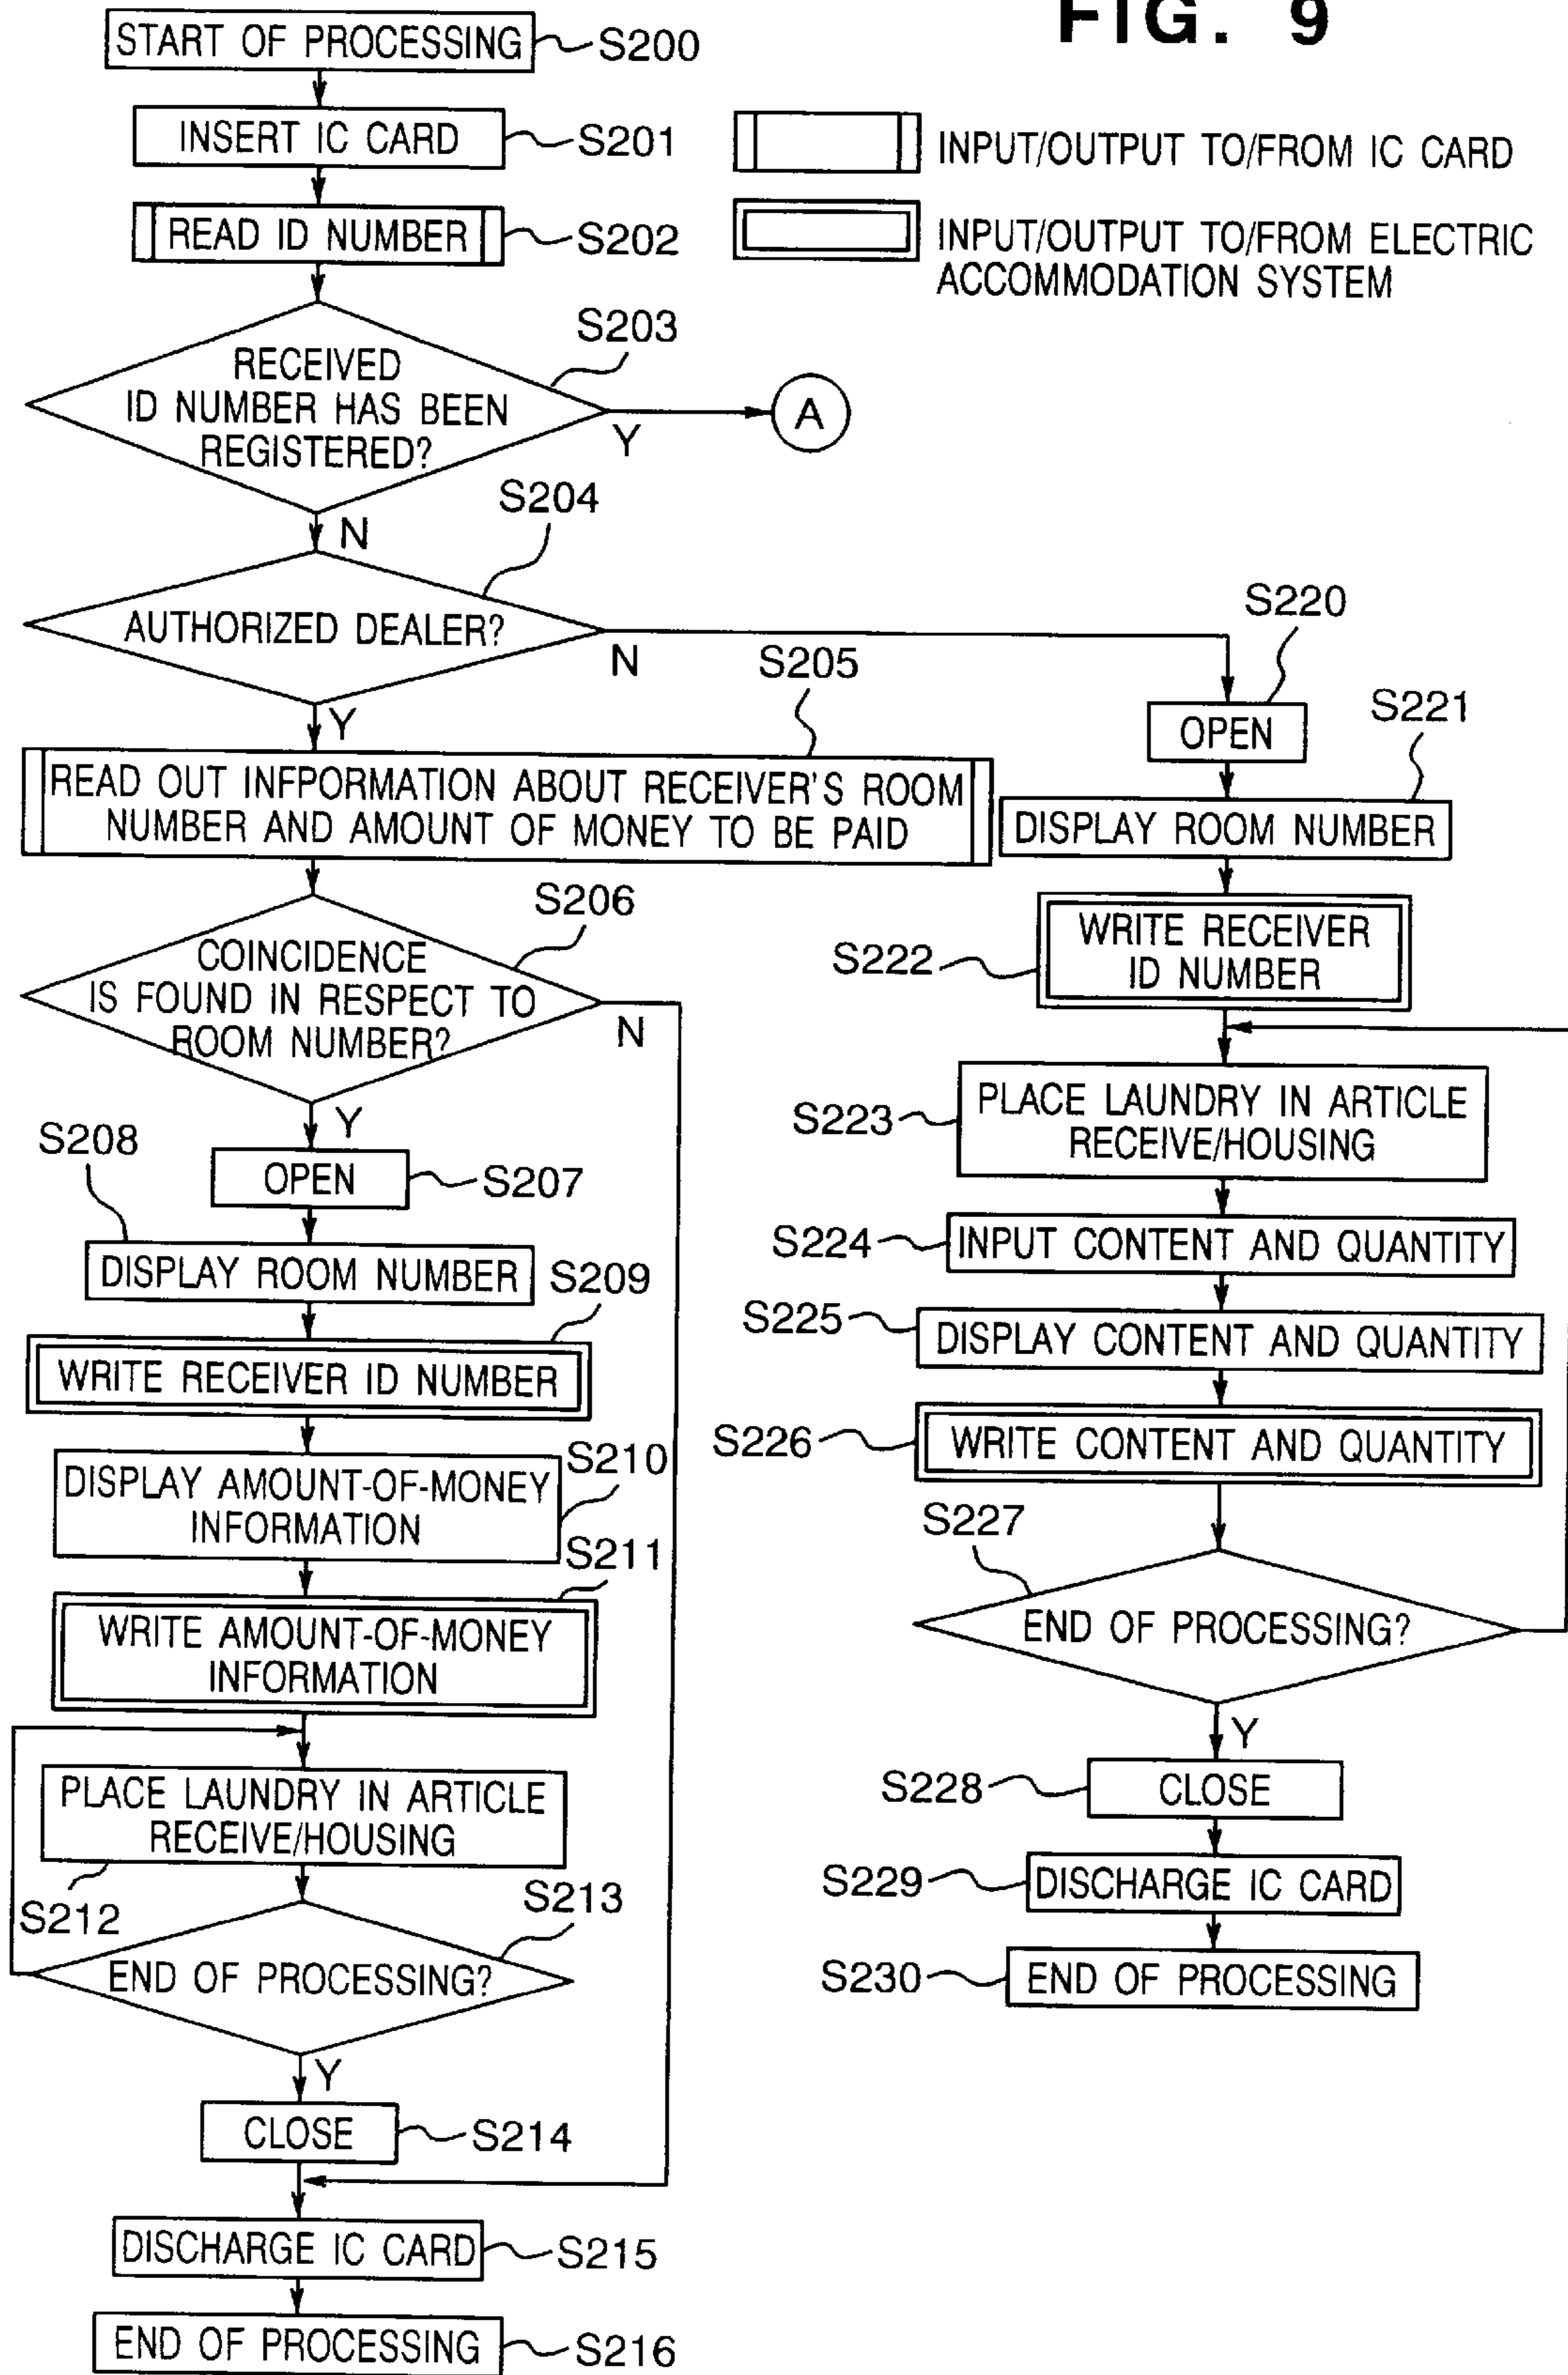 FIG. 9
START OF PROCESSING
S200
INSERT IC CARD
S201
READ ID NUMBER
S202
INPUT/OUTPUT TO/FROM IC CARD
INPUT/OUTPUT TO/FROM ELECTRIC
ACCOMMODATION SYSTEM
S203
RECEIVED
ID NUMBER HAS BEEN
REGISTERED?
Y
A
N
S204
AUTHORIZED DEALER?
N
Y
S205
READ OUT INFPORMATION ABOUT RECEIVER'S ROOM
NUMBER AND AMOUNT OF MONEY TO BE PAID
S206
COINCIDENCE
IS FOUND IN RESPECT TO
ROOM NUMBER?
N
Y
OPEN
S207
S208
DISPLAY ROOM NUMBER
S209
WRITE RECEIVER ID NUMBER
S210
DISPLAY AMOUNT-OF-MONEY
INFORMATION
S211
WRITE AMOUNT-OF-MONEY
INFORMATION
PLACE LAUNDRY IN ARTICLE
RECEIVE/HOUSING
S212
S213
END OF PROCESSING?
Y
CLOSE
S214
DISCHARGE IC CARD
S215
END OF PROCESSING
S216
S220
OPEN
S221
DISPLAY ROOM NUMBER
S222
WRITE RECEIVER
ID NUMBER
S223
PLACE LAUNDRY IN ARTICLE
RECEIVE/HOUSING
S224
INPUT CONTENT AND QUANTITY
S225
DISPLAY CONTENT AND QUANTITY
S226
WRITE CONTENT AND QUANTITY
S227
END OF PROCESSING?
Y
S228
CLOSE
S229
DISCHARGE IC CARD
S230
END OF PROCESSING